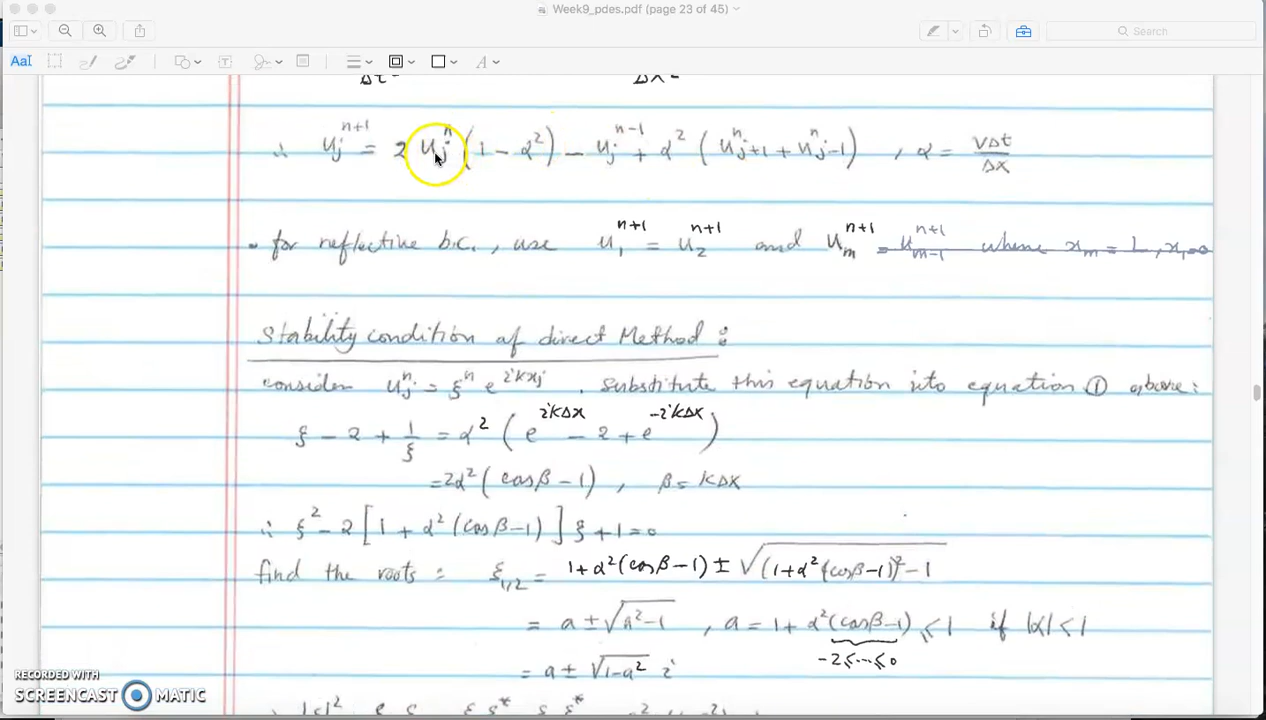 Week9_pdes.pdf (page 23 of 45)
Search
AaI
A
Δt² Δx²
∴ u_j^{n+1} = 2 u_j^n (1 - α²) - u_j^{n-1} + α² (u_{j+1}^n + u_{j-1}^n) , α = VΔt/Δx
• for reflective b.c., use u_1^{n+1} = u_2^{n+1} and u_m^{n+1} = u_{m-1}^{n+1} where x_m = L, x_1=0
Stability condition of direct Method :
consider u_j^n = ξ^n e^{ikx_j} . Substitute this equation into equation ① above:
ξ - 2 + 1/ξ = α² (e^{ikΔx} - 2 + e^{-ikΔx})
= 2α² (cosβ - 1) , β = kΔx
∴ ξ² - 2 [1 + α² (cosβ-1)] ξ + 1 = 0
find the roots : ξ_{1,2} = 1+α²(cosβ-1) ± √((1+α²(cosβ-1))² - 1
= a ± √a²-1 , a = 1 + α²(cosβ-1) ≤ 1 if |α| < 1
-2≤...≤0
= a ± √1-a² i
RECORDED WITH
SCREENCAST MATIC